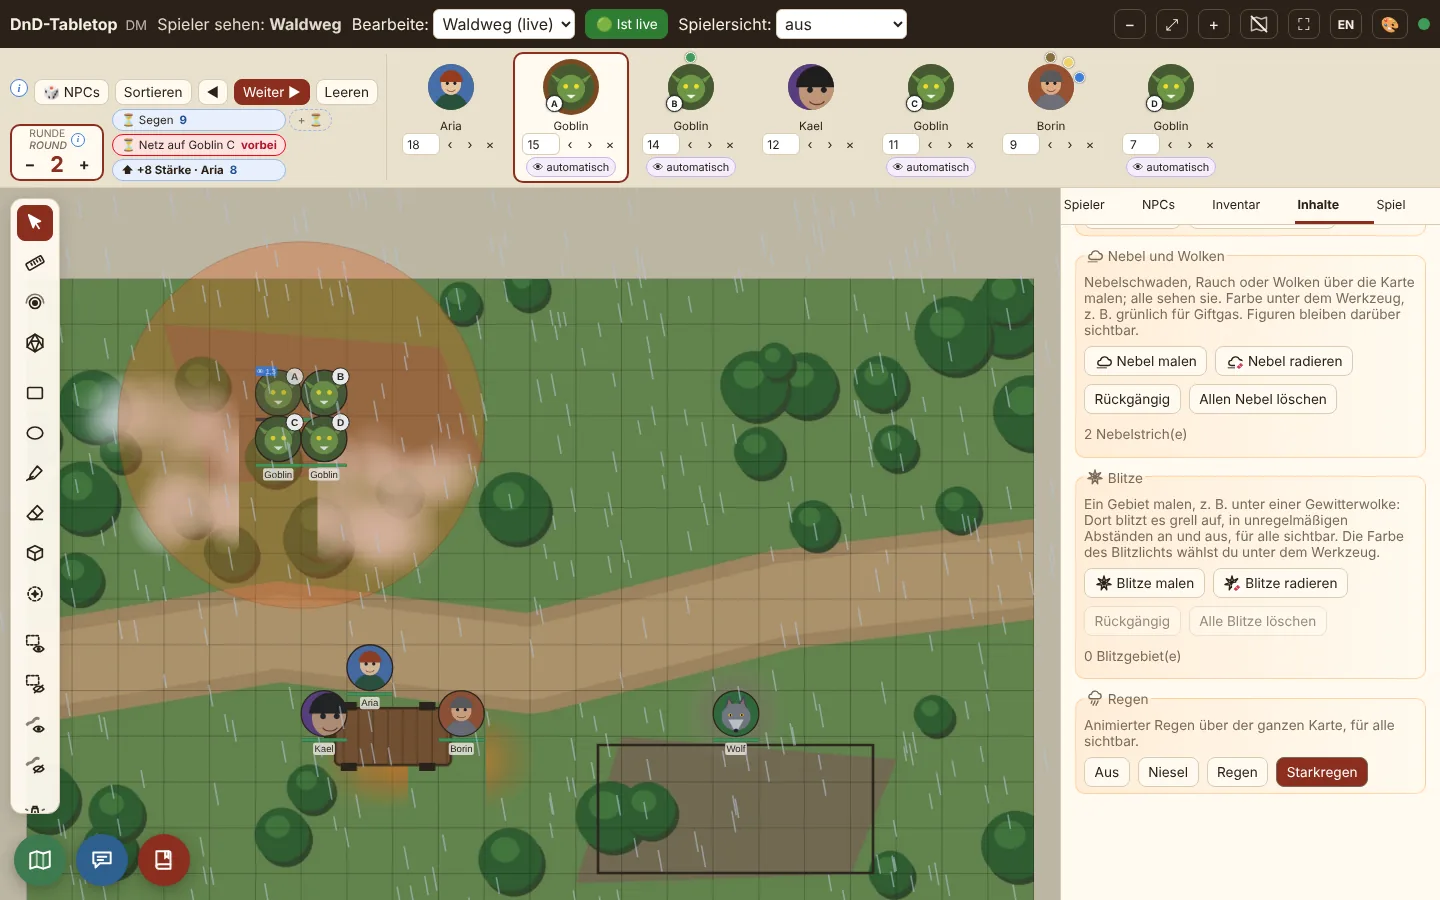 DnD-Tabletop DM Spieler sehen: Waldweg Bearbeite: Waldweg (live) Ist live Spielersicht: aus EN
i NPCs Sortieren Weiter Leeren
RUNDE
ROUND i
− 2 +
Segen 9 +
Netz auf Goblin C vorbei
+8 Stärke · Aria 8
Aria
18
A
Goblin
15
automatisch
B
Goblin
14
automatisch
Kael
12
C
Goblin
11
automatisch
Borin
9
D
Goblin
7
automatisch
Spieler NPCs Inventar Inhalte Spiel
Nebel und Wolken
Nebelschwaden, Rauch oder Wolken über die Karte
malen; alle sehen sie. Farbe unter dem Werkzeug,
z. B. grünlich für Giftgas. Figuren bleiben darüber
sichtbar.
Nebel malen Nebel radieren
Rückgängig Allen Nebel löschen
2 Nebelstrich(e)
Blitze
Ein Gebiet malen, z. B. unter einer Gewitterwolke:
Dort blitzt es grell auf, in unregelmäßigen
Abständen an und aus, für alle sichtbar. Die Farbe
des Blitzlichts wählst du unter dem Werkzeug.
Blitze malen Blitze radieren
Rückgängig Alle Blitze löschen
0 Blitzgebiet(e)
Regen
Animierter Regen über der ganzen Karte, für alle
sichtbar.
Aus Niesel Regen Starkregen
A B
C D
Goblin Goblin
Aria
Kael Borin Wolf